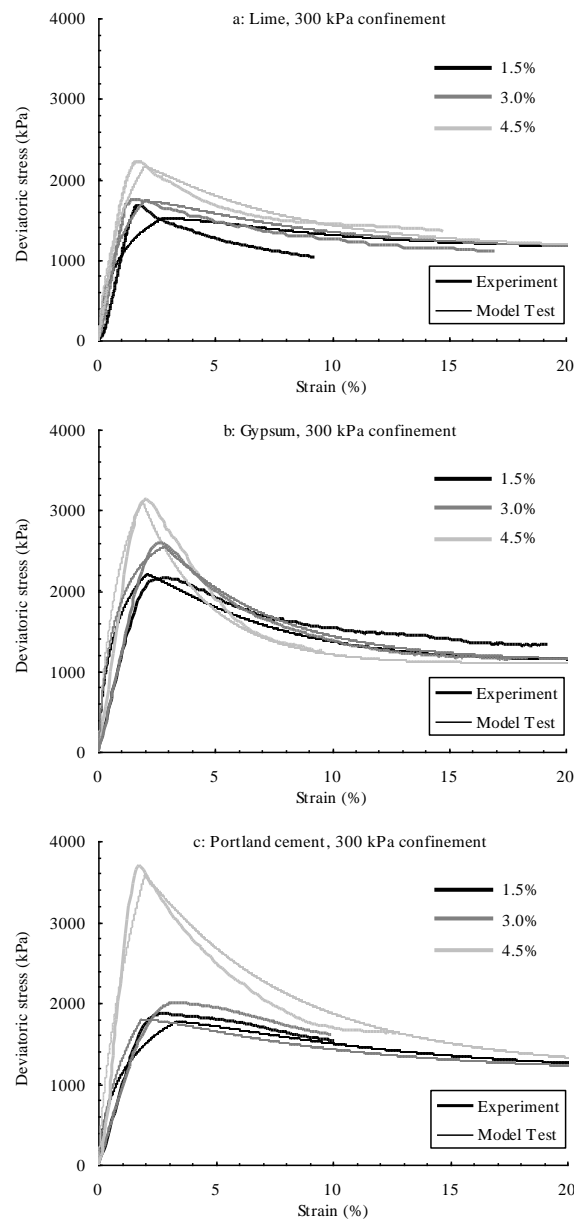 a: Lime, 300 kPa confinement
4000
3000
2000
1000
0
Deviatoric stress (kPa)
1.5%
3.0%
4.5%
Experiment
Model Test
0 5 10 15 20
Strain (%)
b: Gypsum, 300 kPa confinement
4000
3000
2000
1000
0
Deviatoric stress (kPa)
1.5%
3.0%
4.5%
Experiment
Model Test
0 5 10 15 20
Strain (%)
c: Portland cement, 300 kPa confinement
4000
3000
2000
1000
0
Deviatoric stress (kPa)
1.5%
3.0%
4.5%
Experiment
Model Test
0 5 10 15 20
Strain (%)